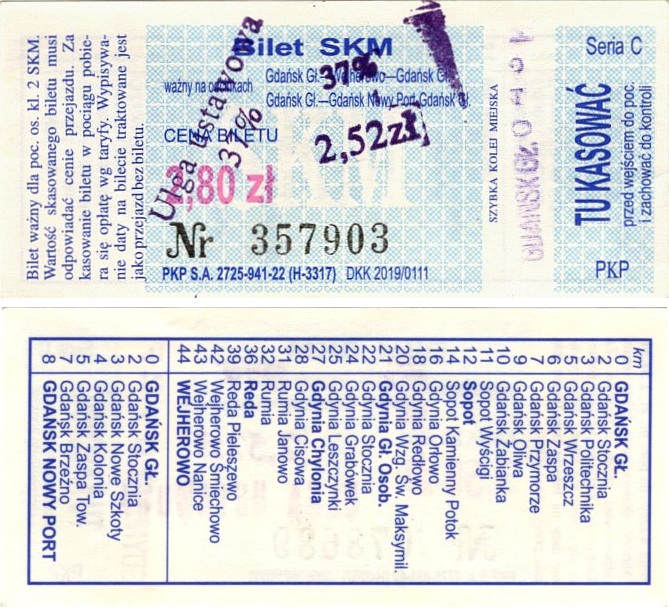 Bilet ważny dla poc. os. kl. 2 SKM.
Wartość skasowanego biletu musi
odpowiadać cenie przejazdu. Za
kasowanie biletu w pociągu pobie-
ra się opłatę wg taryfy. Wypisywa-
nie daty na bilecie traktowane jest
jako przejazd bez biletu.
Bilet SKM
ważny na odcinkach
Gdańsk Gł.—Wejherowo—Gdańsk Gł.
Gdańsk Gł.—Gdańsk Nowy Port-Gdańsk Gł.
CENA BILETU
2,80 zł
Ulga ustawowa
37%
37%
2,52zł
Nr 357903
PKP S.A. 2725-941-22 (H-3317) DKK 2019/0111
SZYBKA KOLEJ MIEJSKA
Seria C
TU KASOWAĆ
przed wejściem do poc.
i zachować do kontroli
PKP
km
0 GDAŃSK GŁ.
2 Gdańsk Stocznia
3 Gdańsk Politechnika
5 Gdańsk Wrzeszcz
6 Gdańsk Zaspa
7 Gdańsk Przymorze
9 Gdańsk Oliwa
10 Gdańsk Żabianka
11 Sopot Wyścigi
12 Sopot
14 Sopot Kamienny Potok
16 Gdynia Orłowo
18 Gdynia Redłowo
20 Gdynia Wzg. Św. Maksymil.
21 Gdynia Gł. Osob.
22 Gdynia Stocznia
24 Gdynia Grabówek
25 Gdynia Leszczynki
27 Gdynia Chylonia
28 Gdynia Cisowa
31 Rumia Janowo
32 Rumia
36 Reda
39 Reda Pieleszewo
42 Wejherowo Śmiechowo
43 Wejherowo Nanice
44 WEJHEROWO
0 GDAŃSK GŁ.
2 Gdańsk Stocznia
3 Gdańsk Nowe Szkoty
4 Gdańsk Kolonia
5 Gdańsk Zaspa Tow.
7 Gdańsk Brzeźno
8 GDAŃSK NOWY PORT